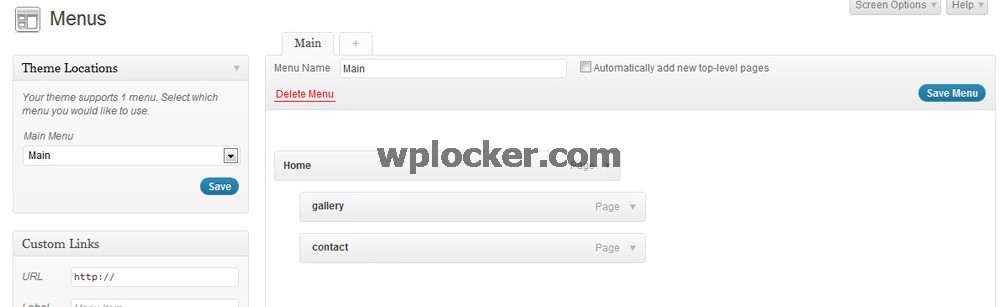 Screen Options ▼
Help ▼
Menus
Theme Locations
Your theme supports 1 menu. Select which
menu you would like to use.
Main Menu
Main
Save
Custom Links
URL http://
Label Menu Item
Main +
Menu Name Main Automatically add new top-level pages
Delete Menu
Save Menu
wplocker.com
Home Page
gallery Page
contact Page